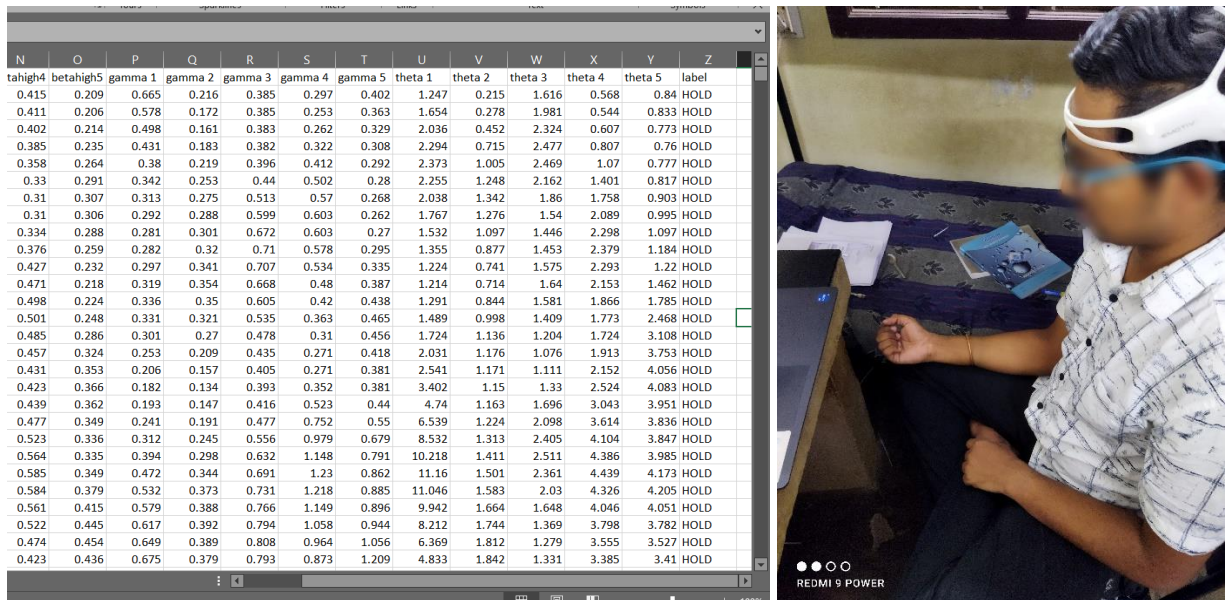 N O P Q R S T U V W X Y Z
tahigh4 betahigh5 gamma 1 gamma 2 gamma 3 gamma 4 gamma 5 theta 1 theta 2 theta 3 theta 4 theta 5 label
0.415 0.209 0.665 0.216 0.385 0.297 0.402 1.247 0.215 1.616 0.568 0.84 HOLD
0.411 0.206 0.578 0.172 0.385 0.253 0.363 1.654 0.278 1.981 0.544 0.833 HOLD
0.402 0.214 0.498 0.161 0.383 0.262 0.329 2.036 0.452 2.324 0.607 0.773 HOLD
0.385 0.235 0.431 0.183 0.382 0.322 0.308 2.294 0.715 2.477 0.807 0.76 HOLD
0.358 0.264 0.38 0.219 0.396 0.412 0.292 2.373 1.005 2.469 1.07 0.777 HOLD
0.33 0.291 0.342 0.253 0.44 0.502 0.28 2.255 1.248 2.162 1.401 0.817 HOLD
0.31 0.307 0.313 0.275 0.513 0.57 0.268 2.038 1.342 1.86 1.758 0.903 HOLD
0.31 0.306 0.292 0.288 0.599 0.603 0.262 1.767 1.276 1.54 2.089 0.995 HOLD
0.334 0.288 0.281 0.301 0.672 0.603 0.27 1.532 1.097 1.446 2.298 1.097 HOLD
0.376 0.259 0.282 0.32 0.71 0.578 0.295 1.355 0.877 1.453 2.379 1.184 HOLD
0.427 0.232 0.297 0.341 0.707 0.534 0.335 1.224 0.741 1.575 2.293 1.22 HOLD
0.471 0.218 0.319 0.354 0.668 0.48 0.387 1.214 0.714 1.64 2.153 1.462 HOLD
0.498 0.224 0.336 0.35 0.605 0.42 0.438 1.291 0.844 1.581 1.866 1.785 HOLD
0.501 0.248 0.331 0.321 0.535 0.363 0.465 1.489 0.998 1.409 1.773 2.468 HOLD
0.485 0.286 0.301 0.27 0.478 0.31 0.456 1.724 1.136 1.204 1.724 3.108 HOLD
0.457 0.324 0.253 0.209 0.435 0.271 0.418 2.031 1.176 1.076 1.913 3.753 HOLD
0.431 0.353 0.206 0.157 0.405 0.271 0.381 2.541 1.171 1.111 2.152 4.056 HOLD
0.423 0.366 0.182 0.134 0.393 0.352 0.381 3.402 1.15 1.33 2.524 4.083 HOLD
0.439 0.362 0.193 0.147 0.416 0.523 0.44 4.74 1.163 1.696 3.043 3.951 HOLD
0.477 0.349 0.241 0.191 0.477 0.752 0.55 6.539 1.224 2.098 3.614 3.836 HOLD
0.523 0.336 0.312 0.245 0.556 0.979 0.679 8.532 1.313 2.405 4.104 3.847 HOLD
0.564 0.335 0.394 0.298 0.632 1.148 0.791 10.218 1.411 2.511 4.386 3.985 HOLD
0.585 0.349 0.472 0.344 0.691 1.23 0.862 11.16 1.501 2.361 4.439 4.173 HOLD
0.584 0.379 0.532 0.373 0.731 1.218 0.885 11.046 1.583 2.03 4.326 4.205 HOLD
0.561 0.415 0.579 0.388 0.766 1.149 0.896 9.942 1.664 1.648 4.046 4.051 HOLD
0.522 0.445 0.617 0.392 0.794 1.058 0.944 8.212 1.744 1.369 3.798 3.782 HOLD
0.474 0.454 0.649 0.389 0.808 0.964 1.056 6.369 1.812 1.279 3.555 3.527 HOLD
0.423 0.436 0.675 0.379 0.793 0.873 1.209 4.833 1.842 1.331 3.385 3.41 HOLD
REDMI 9 POWER